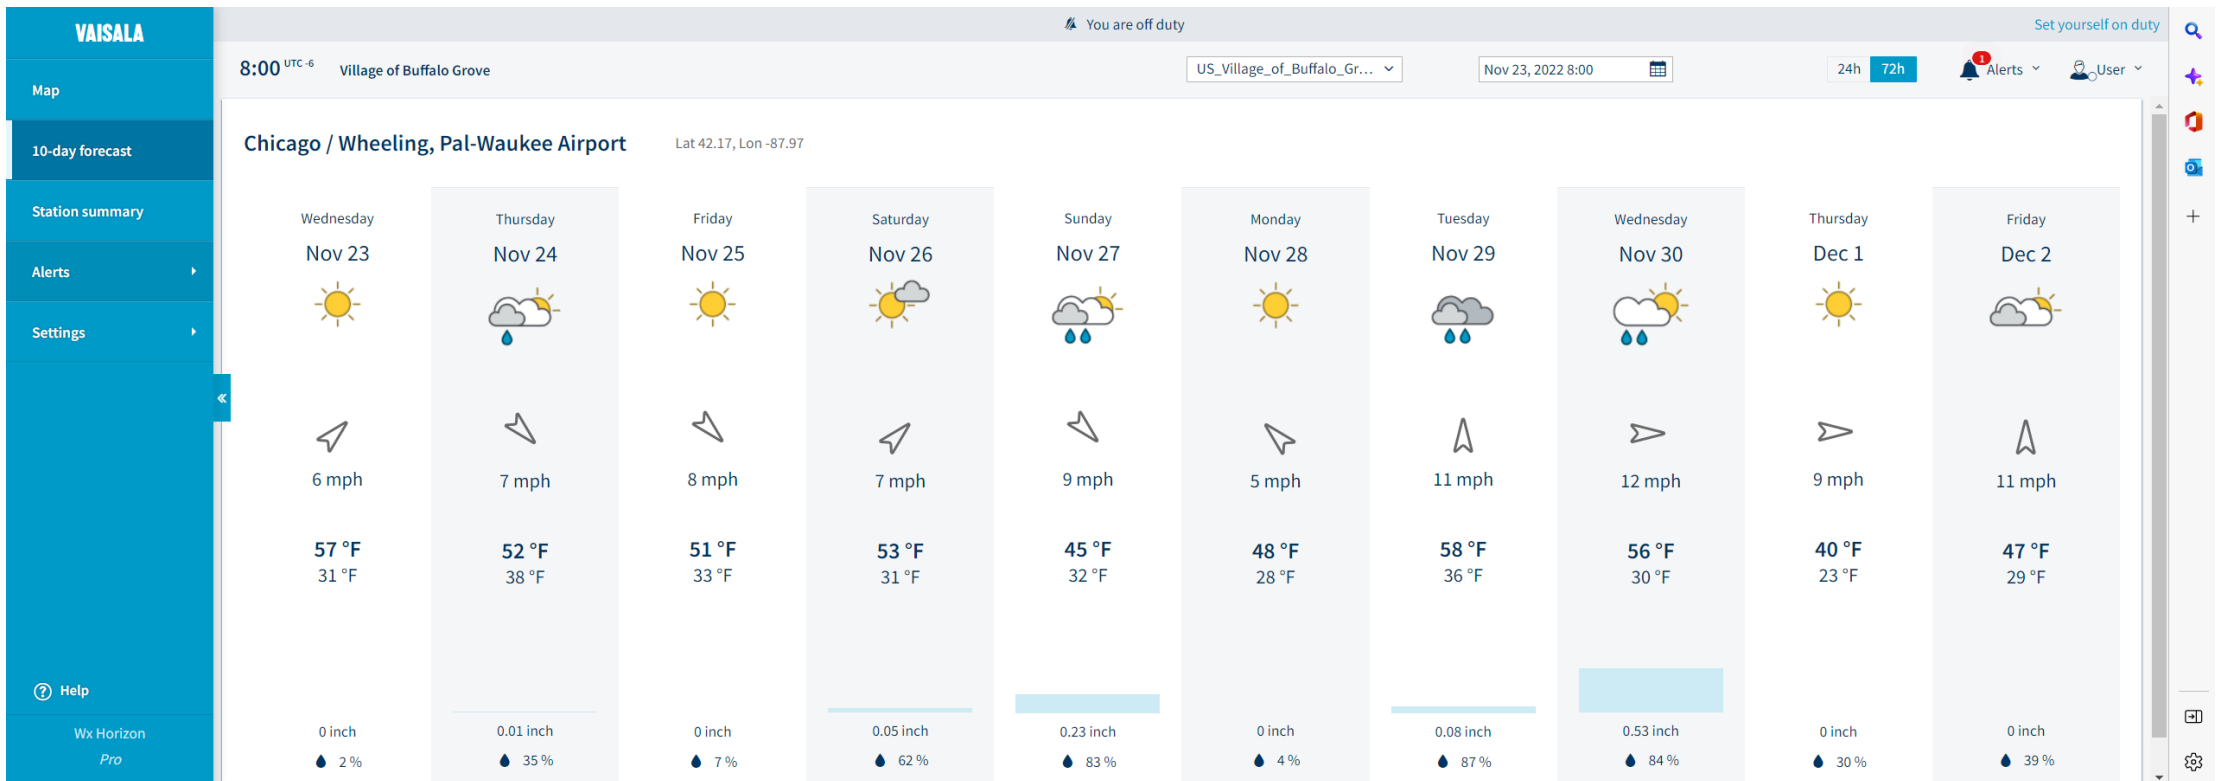 VAISALA
You are off duty
Set yourself on duty
8:00 UTC -6 Village of Buffalo Grove
US_Village_of_Buffalo_Gr...
Nov 23, 2022 8:00
24h 72h
1
Alerts
User
Map
10-day forecast
Station summary
Alerts
Settings
Help
Wx Horizon
Pro
Chicago / Wheeling, Pal-Waukee Airport Lat 42.17, Lon -87.97
Wednesday Thursday Friday Saturday Sunday Monday Tuesday Wednesday Thursday Friday
Nov 23 Nov 24 Nov 25 Nov 26 Nov 27 Nov 28 Nov 29 Nov 30 Dec 1 Dec 2
6 mph 7 mph 8 mph 7 mph 9 mph 5 mph 11 mph 12 mph 9 mph 11 mph
57 °F 52 °F 51 °F 53 °F 45 °F 48 °F 58 °F 56 °F 40 °F 47 °F
31 °F 38 °F 33 °F 31 °F 32 °F 28 °F 36 °F 30 °F 23 °F 29 °F
0 inch 0.01 inch 0 inch 0.05 inch 0.23 inch 0 inch 0.08 inch 0.53 inch 0 inch 0 inch
2 % 35 % 7 % 62 % 83 % 4 % 87 % 84 % 30 % 39 %